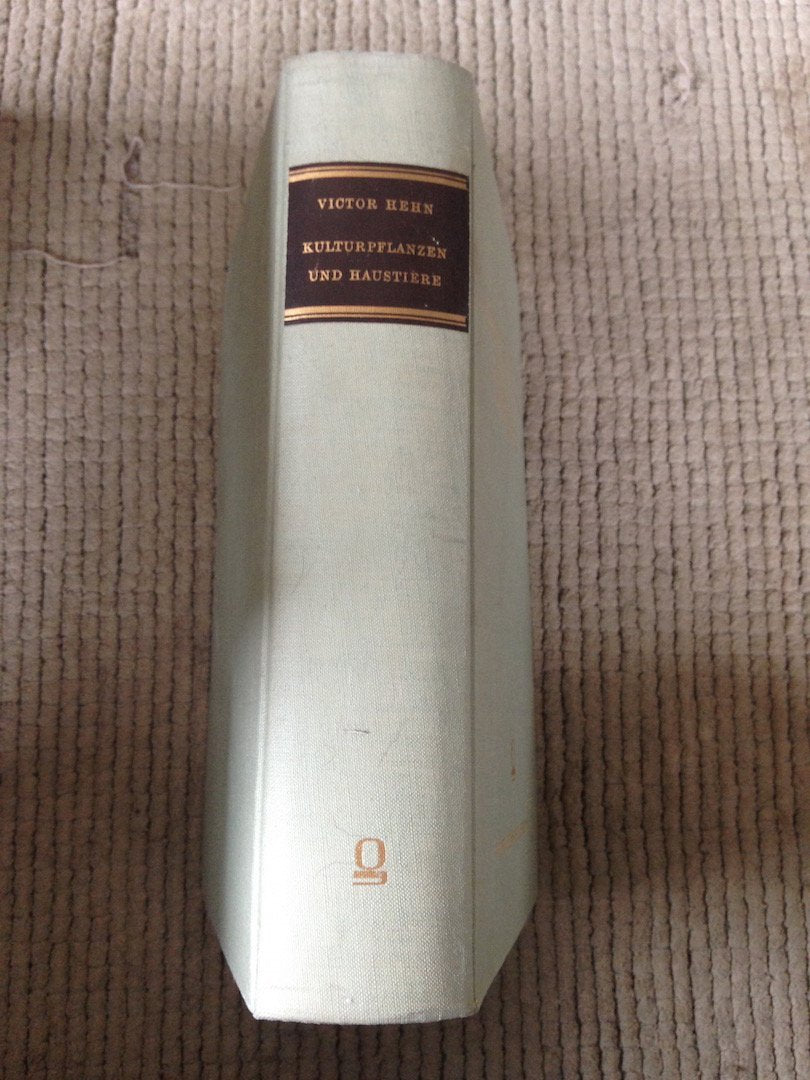 VICTOR HEHN
KULTURPFLANZEN
UND HAUSTIERE